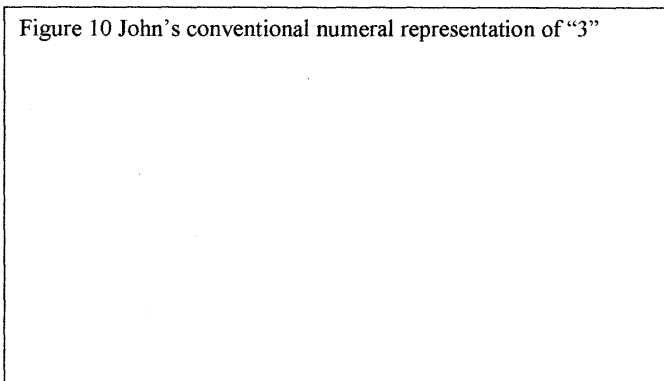 Figure 10 John’s conventional numeral representation of “3”